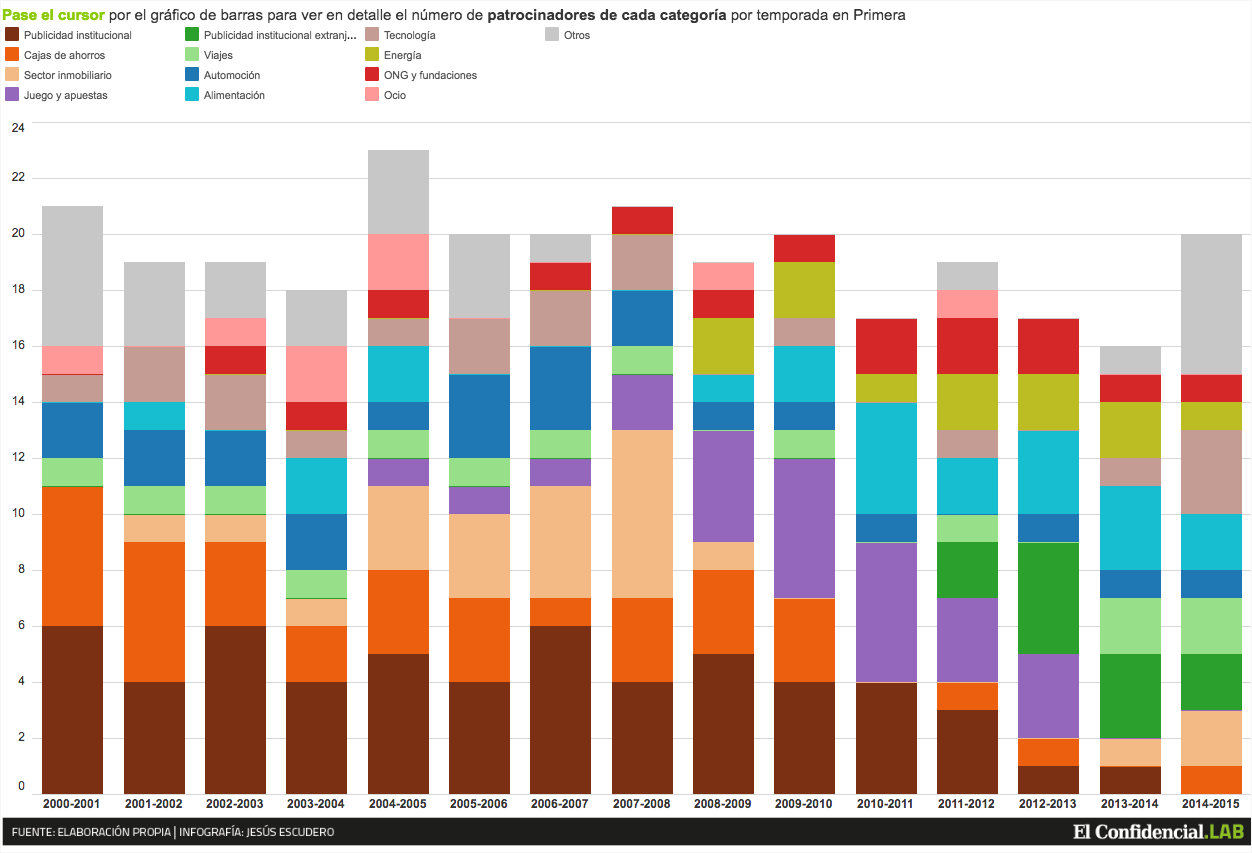 Pase el cursor por el gráfico de barras para ver en detalle el número de patrocinadores de cada categoría por temporada en Primera
Publicidad institucional Publicidad institucional extranj... Tecnología Otros
Cajas de ahorros Viajes Energía
Sector inmobiliario Automoción ONG y fundaciones
Juego y apuestas Alimentación Ocio
24
22
20
18
16
14
12
10
8
6
4
2
0
2000-2001 2001-2002 2002-2003 2003-2004 2004-2005 2005-2006 2006-2007 2007-2008 2008-2009 2009-2010 2010-2011 2011-2012 2012-2013 2013-2014 2014-2015
FUENTE: ELABORACIÓN PROPIA | INFOGRAFÍA: JESÚS ESCUDERO El Confidencial.LAB